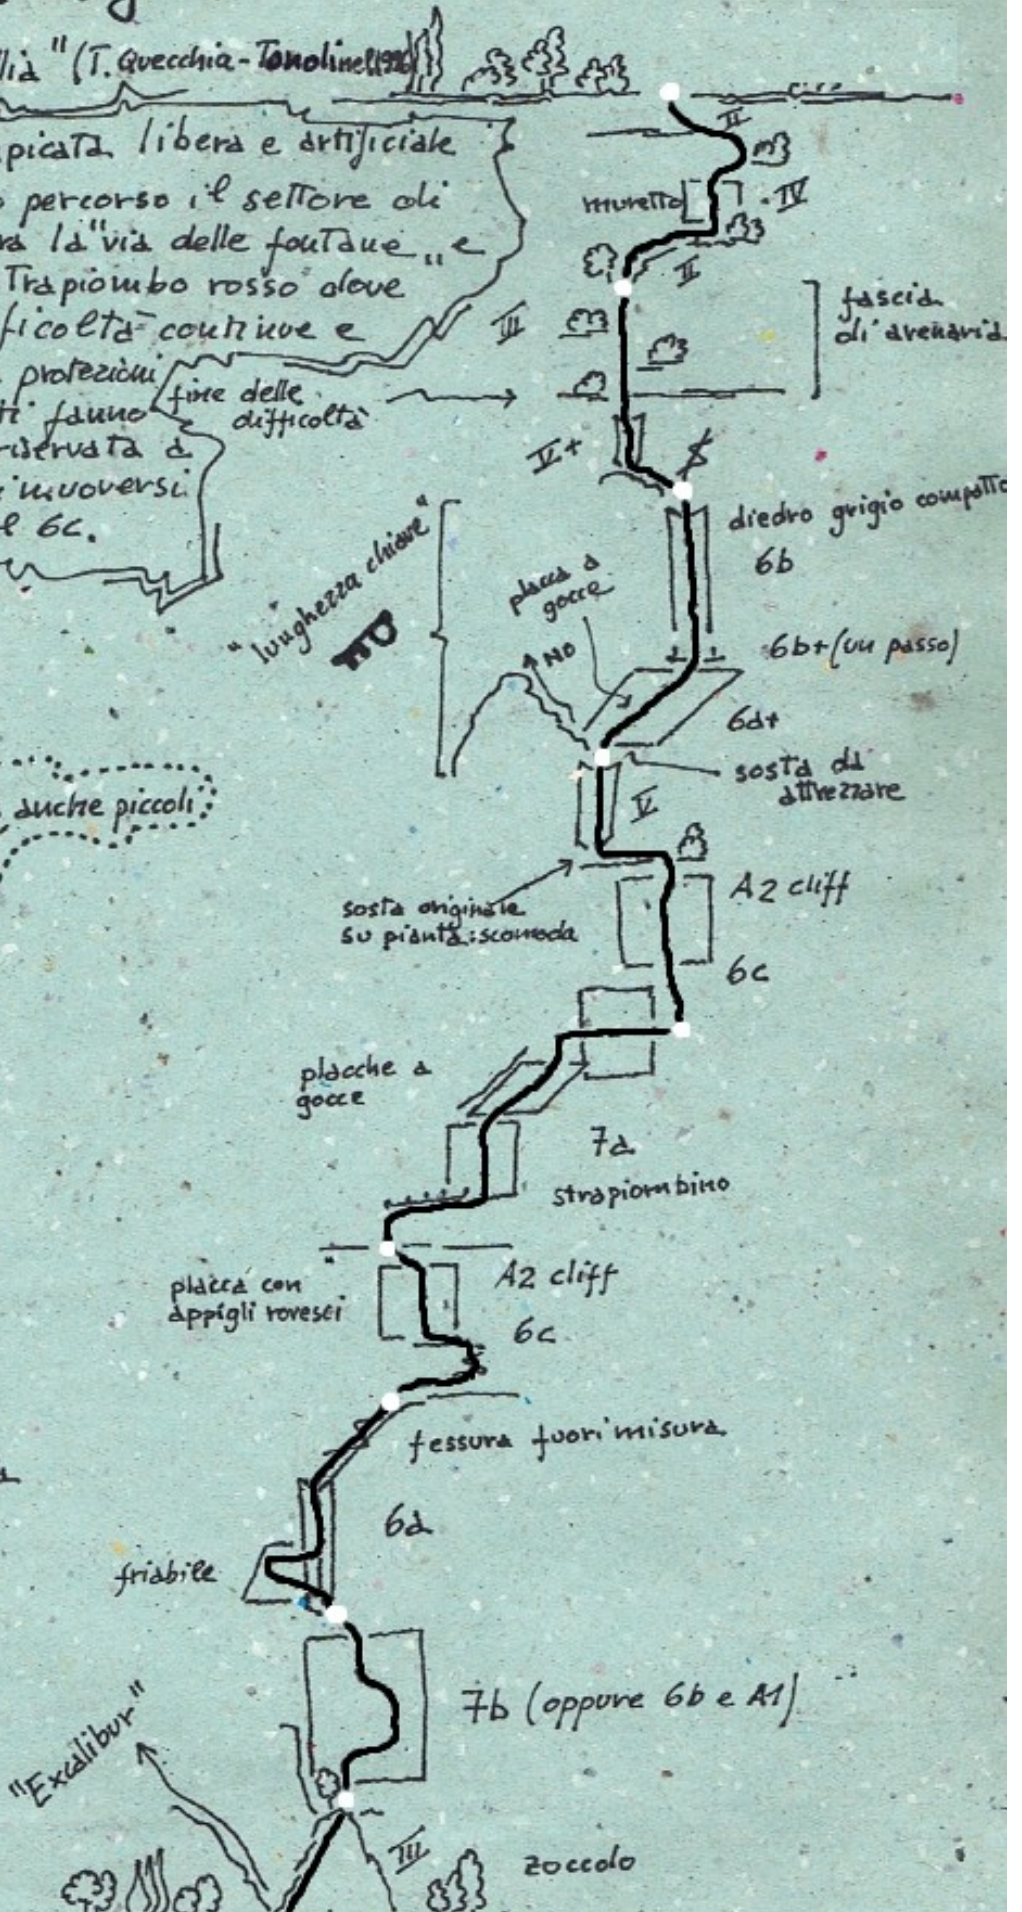 "(T. Quecchia-Tonolinelli 1996)
picata libera e artificiale
percorso il settore di
la "via delle fontane" e
Trapiombo rosso dove
ficoltà continue e
protezioni
ti fanno
riservata a
muoversi
6c.
II
muretto
IV
II
III
fascia
di arenaria
fine delle
difficoltà
IV+
"lunghezza chiave"
diedro grigio compatto
6b
placca a
gocce
NO
6b+ (un passo)
6a+
sosta da
attrezzare
anche piccoli
V
A2 cliff
sosta originale
su pianta: scomoda
6c
placche a
gocce
7a
strapiombino
placca con
appigli rovesci
A2 cliff
6c
fessura fuori misura
6a
friabile
7b (oppure 6b e A1)
"Excalibur"
III
zoccolo